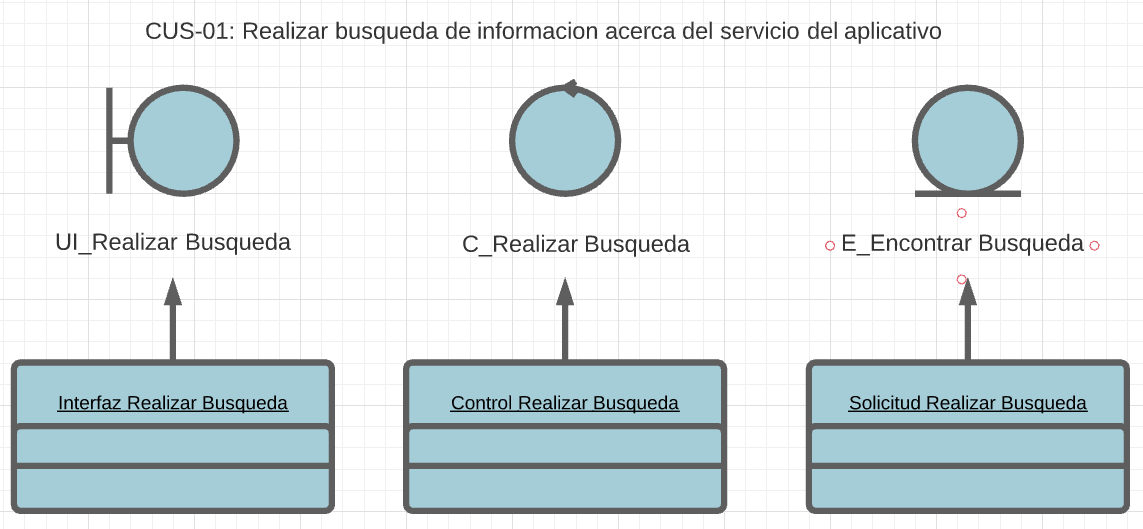 CUS-01: Realizar busqueda de informacion acerca del servicio del aplicativo
UI_Realizar Busqueda
C_Realizar Busqueda
E_Encontrar Busqueda
Interfaz Realizar Busqueda
Control Realizar Busqueda
Solicitud Realizar Busqueda